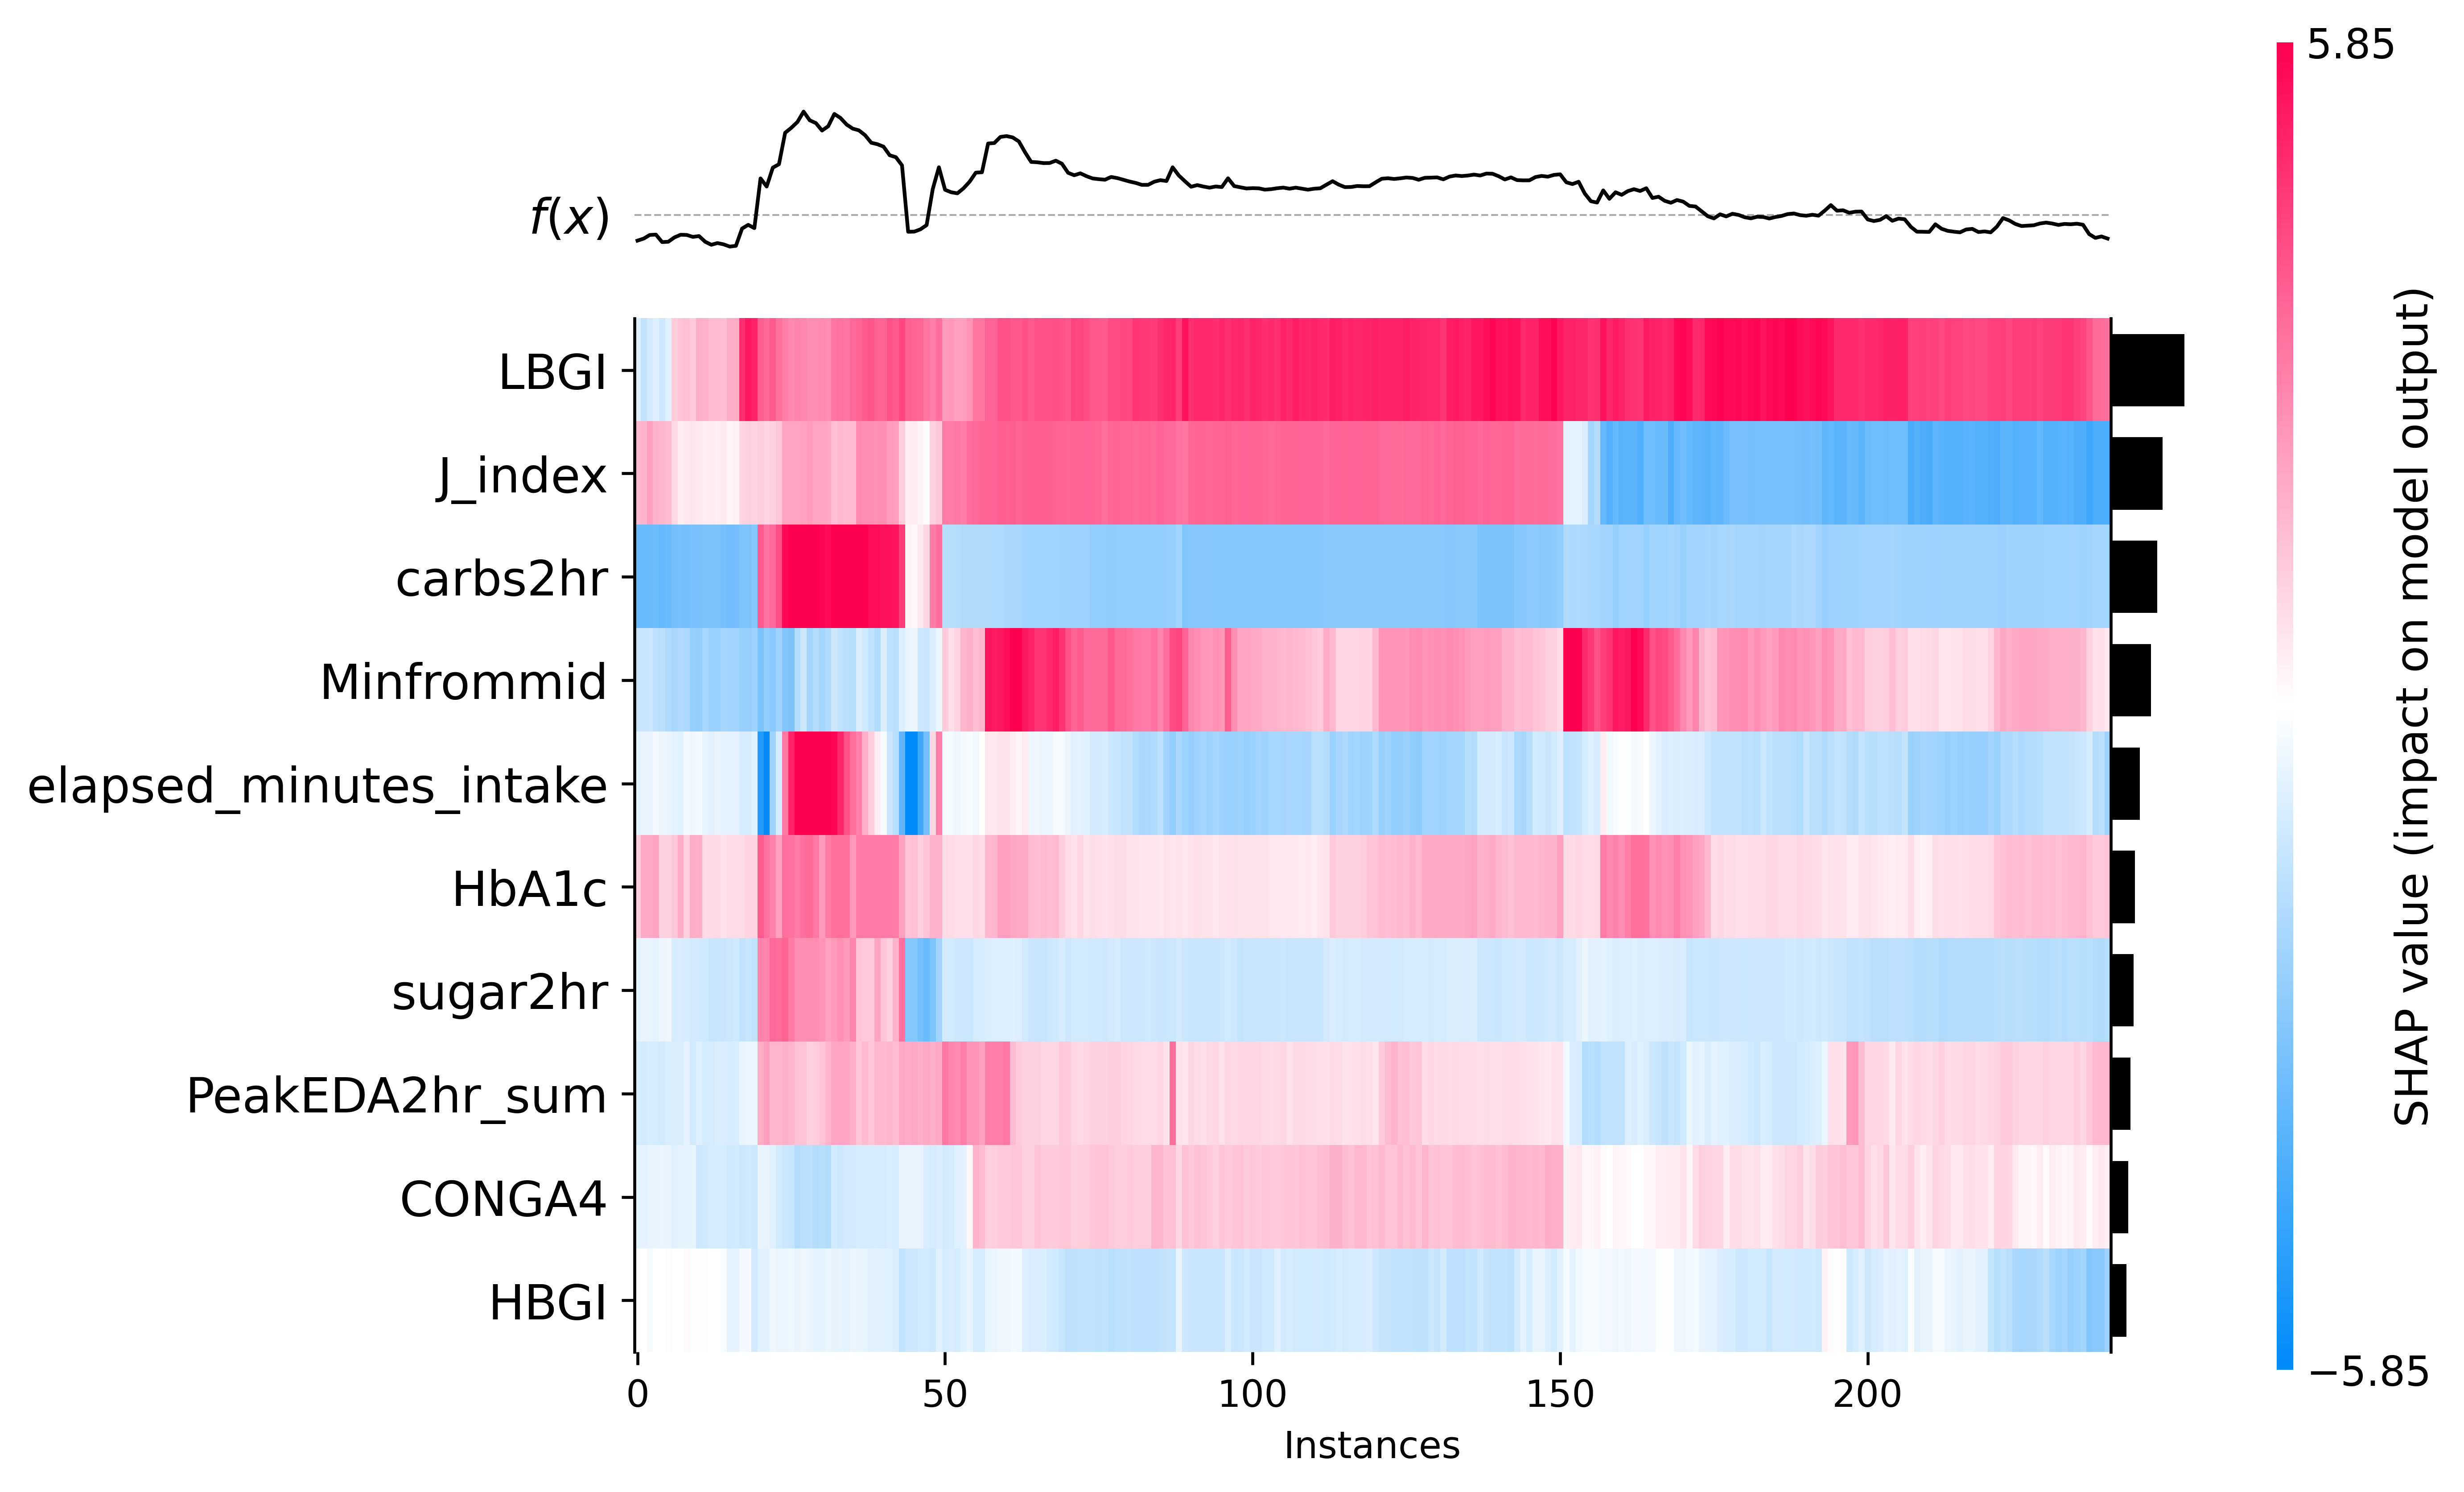 5.85
f(x)
LBGI
J_index
carbs2hr
Minfrommid
elapsed_minutes_intake
HbA1c
sugar2hr
PeakEDA2hr_sum
CONGA4
HBGI
0 50 100 150 200
Instances
−5.85
SHAP value (impact on model output)